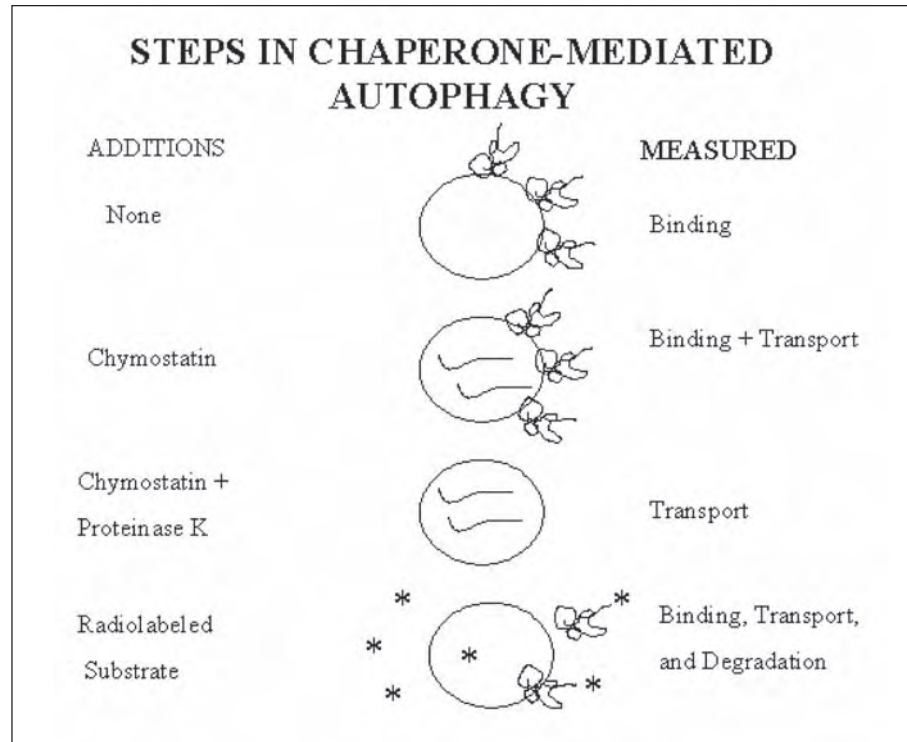 STEPS IN CHAPERONE-MEDIATED
AUTOPHAGY
ADDITIONS
MEASURED
None
Binding
Chymostatin
Binding + Transport
Chymostatin +
Proteinase K
Transport
Radiolabeled
Substrate
Binding, Transport,
and Degradation